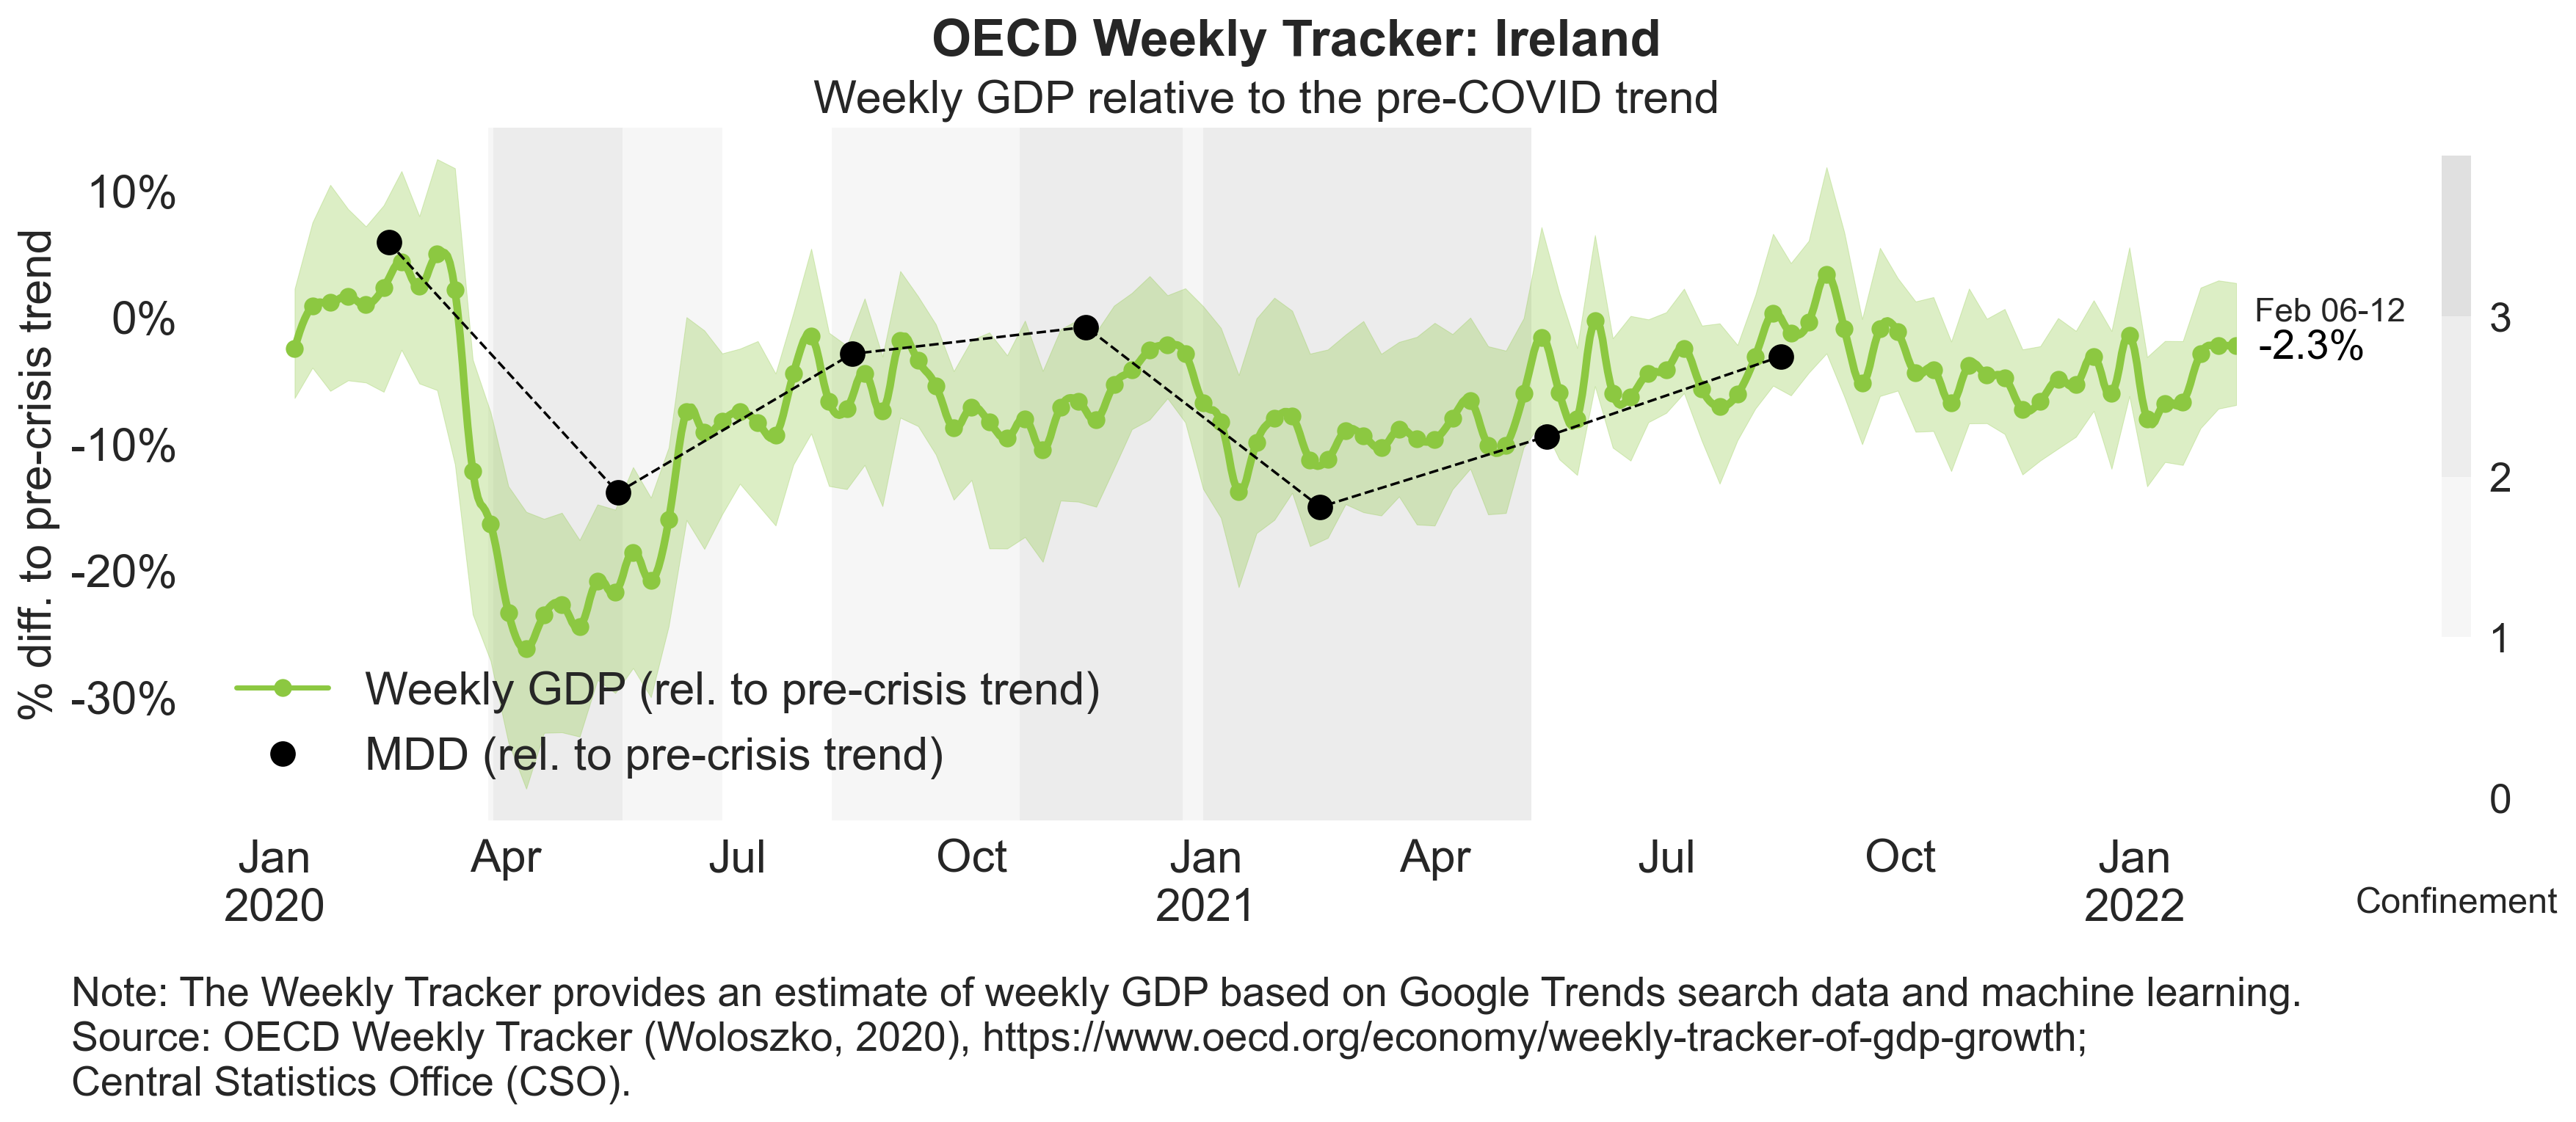 OECD Weekly Tracker: Ireland
Weekly GDP relative to the pre-COVID trend
% diff. to pre-crisis trend
10%
0%
-10%
-20%
-30%
Feb 06-12
-2.3%
3
2
1
0
Weekly GDP (rel. to pre-crisis trend)
MDD (rel. to pre-crisis trend)
Jan Apr Jul Oct Jan Apr Jul Oct Jan
2020 2021 2022
Confinement
Note: The Weekly Tracker provides an estimate of weekly GDP based on Google Trends search data and machine learning.
Source: OECD Weekly Tracker (Woloszko, 2020), https://www.oecd.org/economy/weekly-tracker-of-gdp-growth;
Central Statistics Office (CSO).